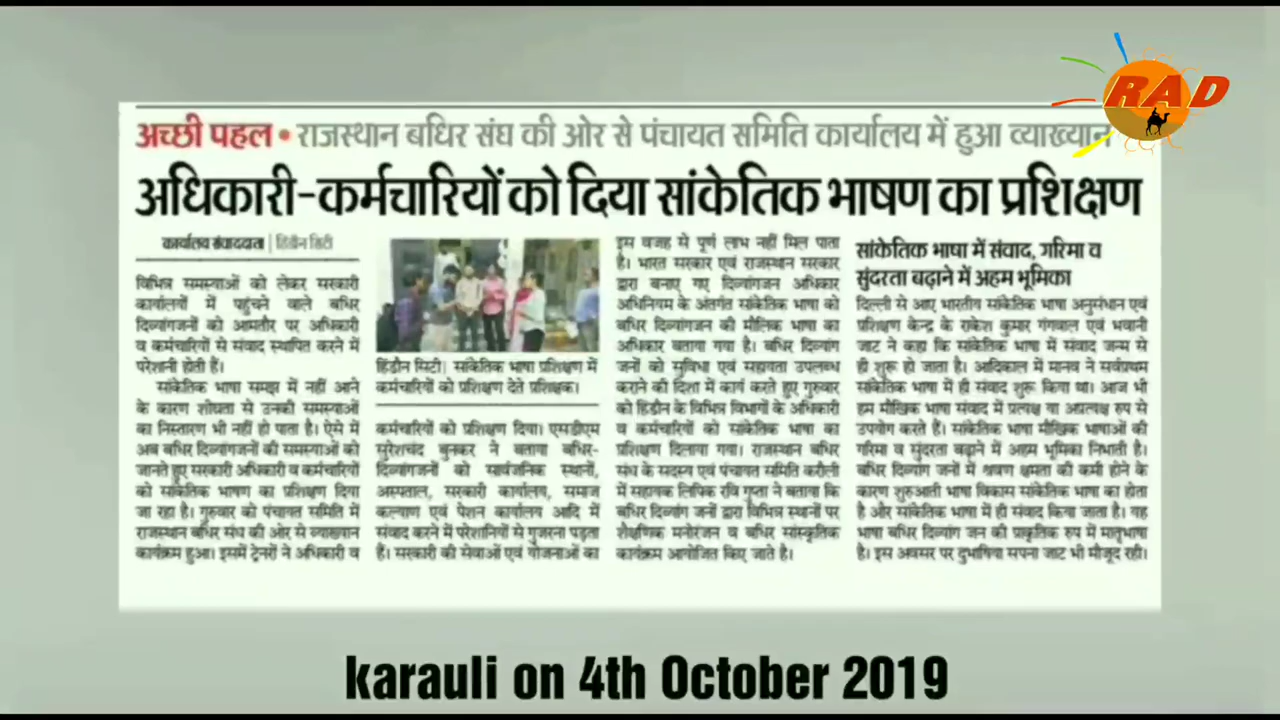 RAD
अच्छी पहल • राजस्थान बधिर संघ की ओर से पंचायत समिति कार्यालय में हुआ व्याख्यान
अधिकारी-कर्मचारियों को दिया सांकेतिक भाषण का प्रशिक्षण
कार्यालय संवाददाता | हिंडौन सिटी
विभिन्न समस्याओं को लेकर सरकारी
कार्यालयों में पहुंचने वाले बधिर
दिव्यांगजनों को आमतौर पर अधिकारी
व कर्मचारियों से संवाद स्थापित करने में
परेशानी होती हैं।
सांकेतिक भाषा समझ में नहीं आने
के कारण शीघ्रता से उनकी समस्याओं
का निस्तारण भी नहीं हो पाता है। ऐसे में
अब बधिर दिव्यांगजनों की समस्याओं को
जानते हुए सरकारी अधिकारी व कर्मचारियों
को सांकेतिक भाषण का प्रशिक्षण दिया
जा रहा है। गुरुवार को पंचायत समिति में
राजस्थान बधिर संघ की ओर से व्याख्यान
कार्यक्रम हुआ। इसमें ट्रेनरों ने अधिकारी व
हिंडौन सिटी| सांकेतिक भाषा प्रशिक्षण में
कर्मचारियों को प्रशिक्षण देते प्रशिक्षक।
कर्मचारियों को प्रशिक्षण दिया। एसडीएम
सुरेशचंद बुनकर ने बताया बधिर-
दिव्यांगजनों को सार्वजनिक स्थानों,
अस्पताल, सरकारी कार्यालय, समाज
कल्याण एवं पेंशन कार्यालय आदि में
संवाद करने में परेशानियों से गुजरना पड़ता
है। सरकारी की सेवाओं एवं योजनाओं का
इस वजह से पूर्ण लाभ नहीं मिल पाता
है। भारत सरकार एवं राजस्थान सरकार
द्वारा बनाए गए दिव्यांगजन अधिकार
अधिनियम के अंतर्गत सांकेतिक भाषा को
बधिर दिव्यांगजन की मौलिक भाषा का
अधिकार बताया गया है। बधिर दिव्यांग
जनों को सुविधा एवं सहायता उपलब्ध
कराने की दिशा में कार्य करते हुए गुरुवार
को हिंडौन के विभिन्न विभागों के अधिकारी
व कर्मचारियों को सांकेतिक भाषा का
प्रशिक्षण दिलाया गया। राजस्थान बधिर
संघ के सदस्य एवं पंचायत समिति करौली
में सहायक लिपिक रवि गुप्ता ने बताया कि
बधिर दिव्यांग जनों द्वारा विभिन्न स्थानों पर
शैक्षणिक मनोरंजन व बधिर सांस्कृतिक
कार्यक्रम आयोजित किए जाते है।
सांकेतिक भाषा में संवाद, गरिमा व
सुंदरता बढ़ाने में अहम भूमिका
दिल्ली से आए भारतीय सांकेतिक भाषा अनुसंधान एवं
प्रशिक्षण केन्द्र के राकेश कुमार गंगवाल एवं भवानी
जाट ने कहा कि सांकेतिक भाषा में संवाद जन्म से
ही शुरू हो जाता है। आदिकाल में मानव ने सर्वप्रथम
सांकेतिक भाषा में ही संवाद शुरू किया था। आज भी
हम मौखिक भाषा संवाद में प्रत्यक्ष या अप्रत्यक्ष रुप से
उपयोग करते हैं। सांकेतिक भाषा मौखिक भाषाओं की
गरिमा व सुंदरता बढ़ाने में अहम भूमिका निभाती है।
बधिर दिव्यांग जनों में श्रवण क्षमता की कमी होने के
कारण शुरुआती भाषा विकास सांकेतिक भाषा का होता
है और सांकेतिक भाषा में ही संवाद किया जाता है। यह
भाषा बधिर दिव्यांग जन की प्राकृतिक रुप में मातृभाषा
है। इस अवसर पर दुभाषिया सपना जाट भी मौजूद रही।
karauli on 4th October 2019